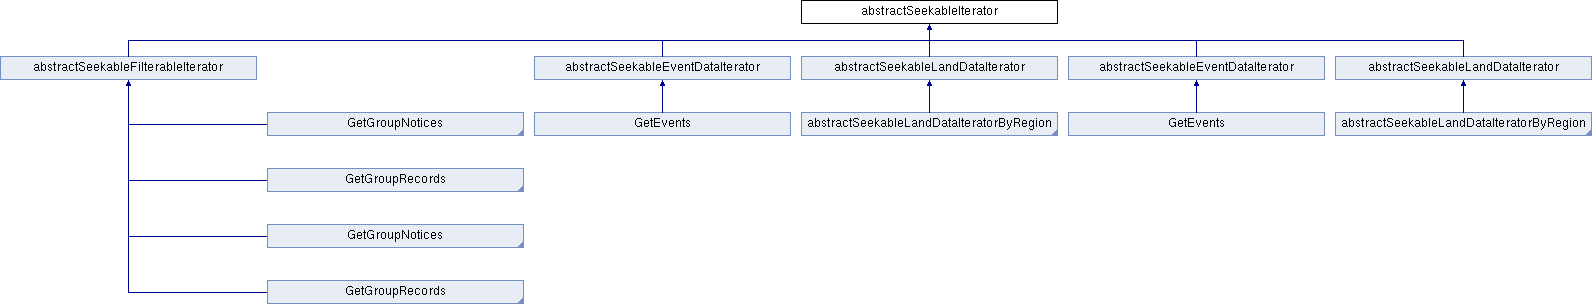 abstractSeekableIterator
abstractSeekableFilterableIterator
abstractSeekableEventDataIterator
abstractSeekableLandDataIterator
abstractSeekableEventDataIterator
abstractSeekableLandDataIterator
GetGroupNotices
GetEvents
abstractSeekableLandDataIteratorByRegion
GetEvents
abstractSeekableLandDataIteratorByRegion
GetGroupRecords
GetGroupNotices
GetGroupRecords